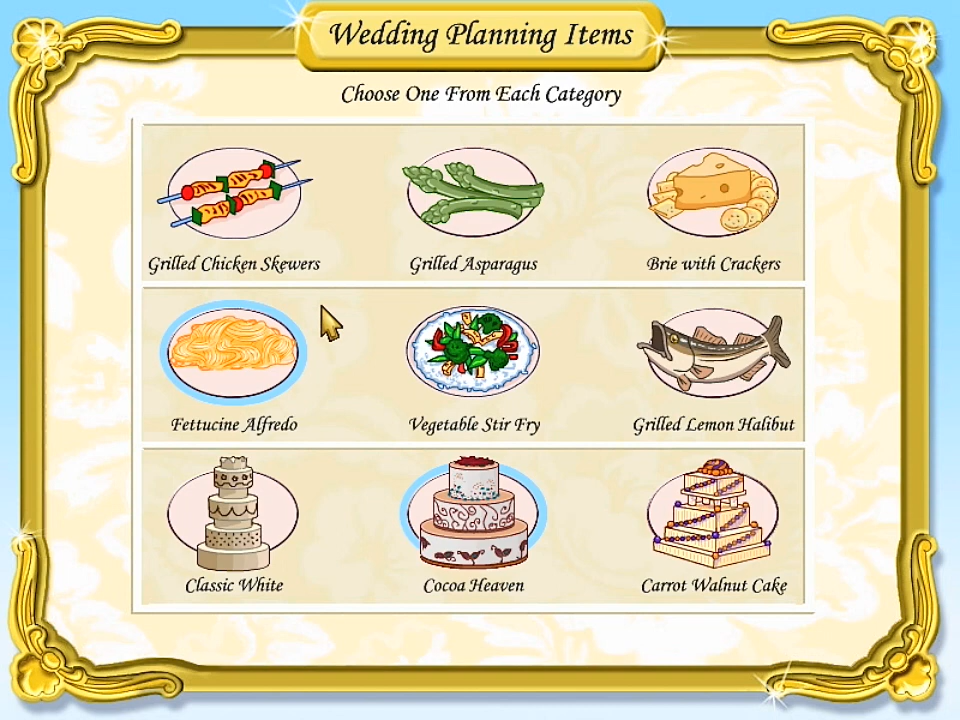 Wedding Planning Items
Choose One From Each Category
Grilled Chicken Skewers
Grilled Asparagus
Brie with Crackers
Fettucine Alfredo
Vegetable Stir Fry
Grilled Lemon Halibut
Classic White
Cocoa Heaven
Carrot Walnut Cake